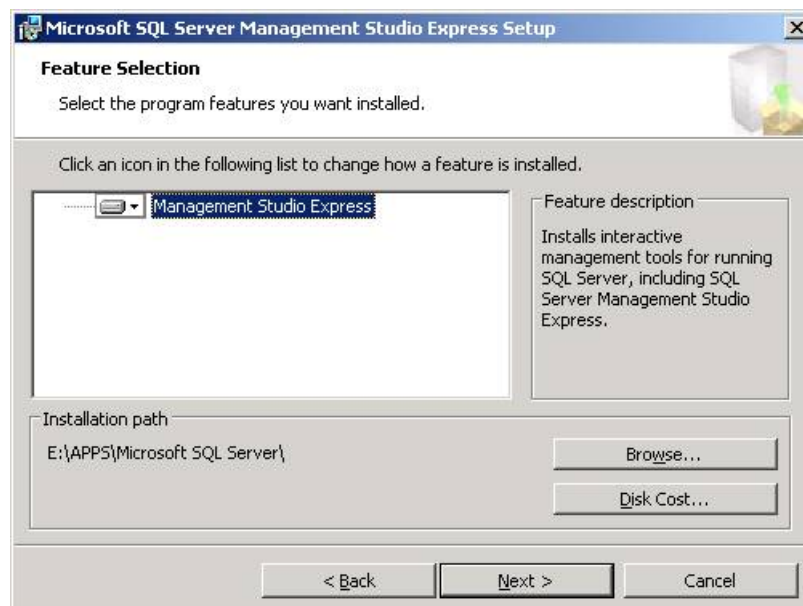 Microsoft SQL Server Management Studio Express Setup
Feature Selection
Select the program features you want installed.
Click an icon in the following list to change how a feature is installed.
Management Studio Express
Feature description
Installs interactive
management tools for running
SQL Server, including SQL
Server Management Studio
Express.
Installation path
E:\APPS\Microsoft SQL Server\
Browse...
Disk Cost...
< Back
Next >
Cancel